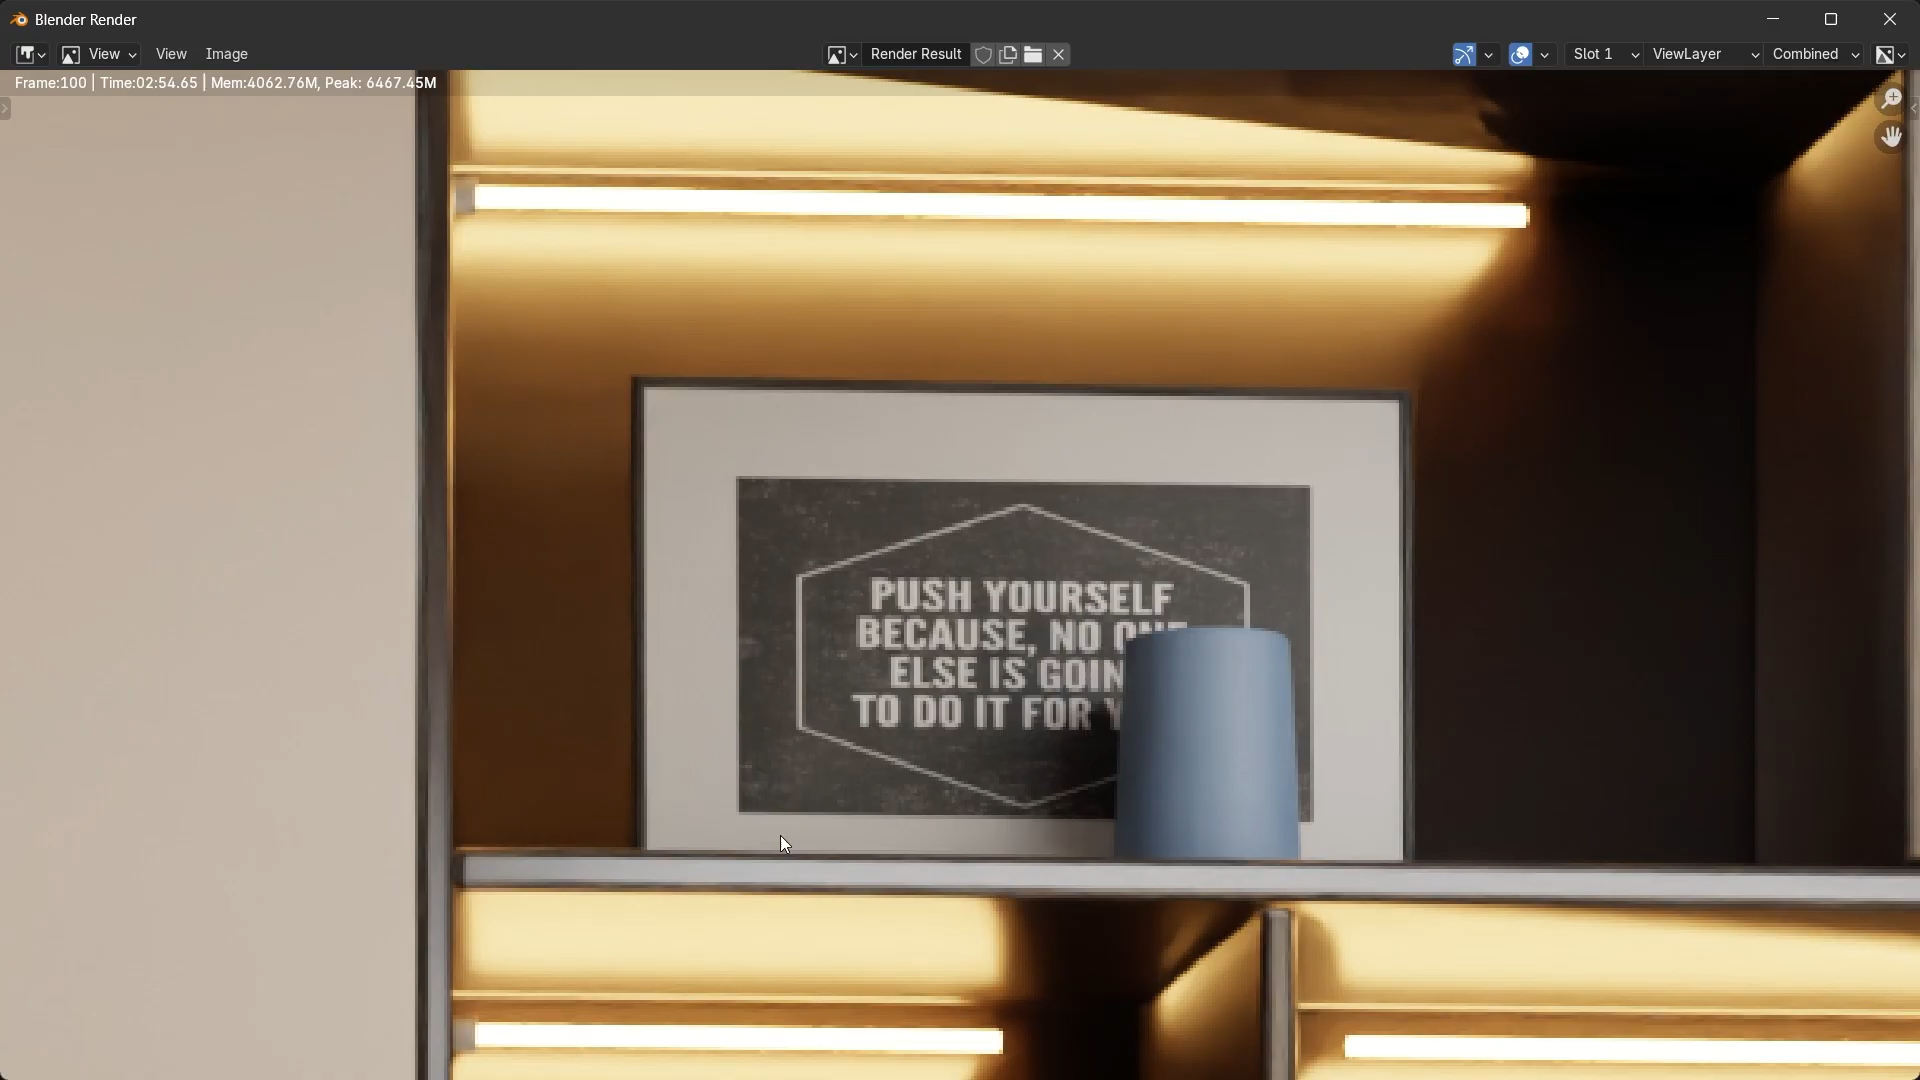 Blender Render
View
View
Image
Render Result
Slot 1
ViewLayer
Combined
Frame:100 | Time:02:54.65 | Mem:4062.76M, Peak: 6467.45M
PUSH YOURSELF
BECAUSE, NO
ELSE IS
TO DO IT FOR